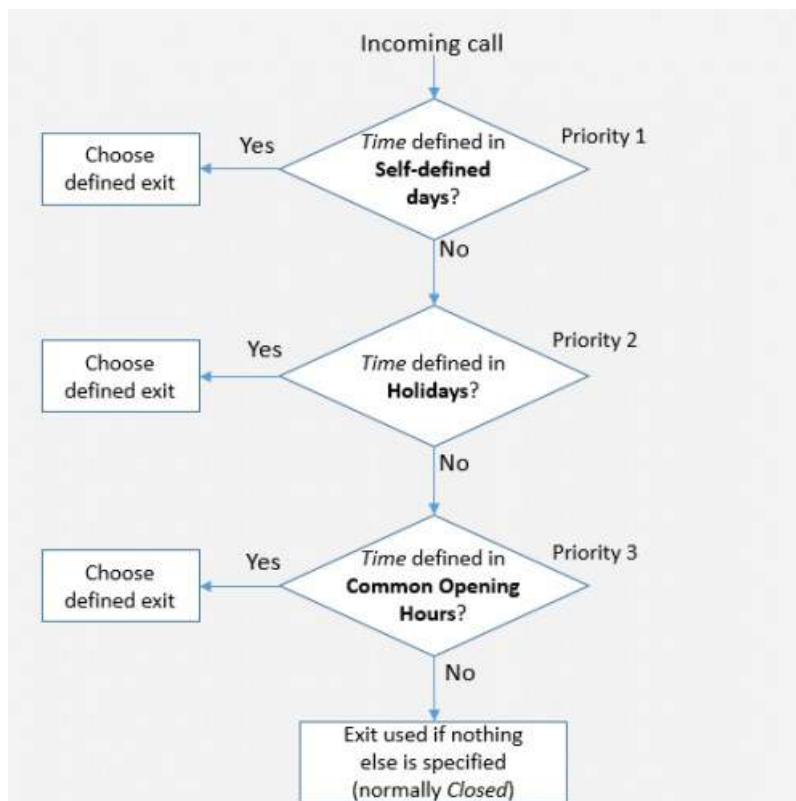 Incoming call
Time defined in
Self-defined
days?
Priority 1
Yes
Choose
defined exit
No
Time defined in
Holidays?
Priority 2
Yes
Choose
defined exit
No
Time defined in
Common Opening
Hours?
Priority 3
Yes
Choose
defined exit
No
Exit used if nothing
else is specified
(normally Closed)